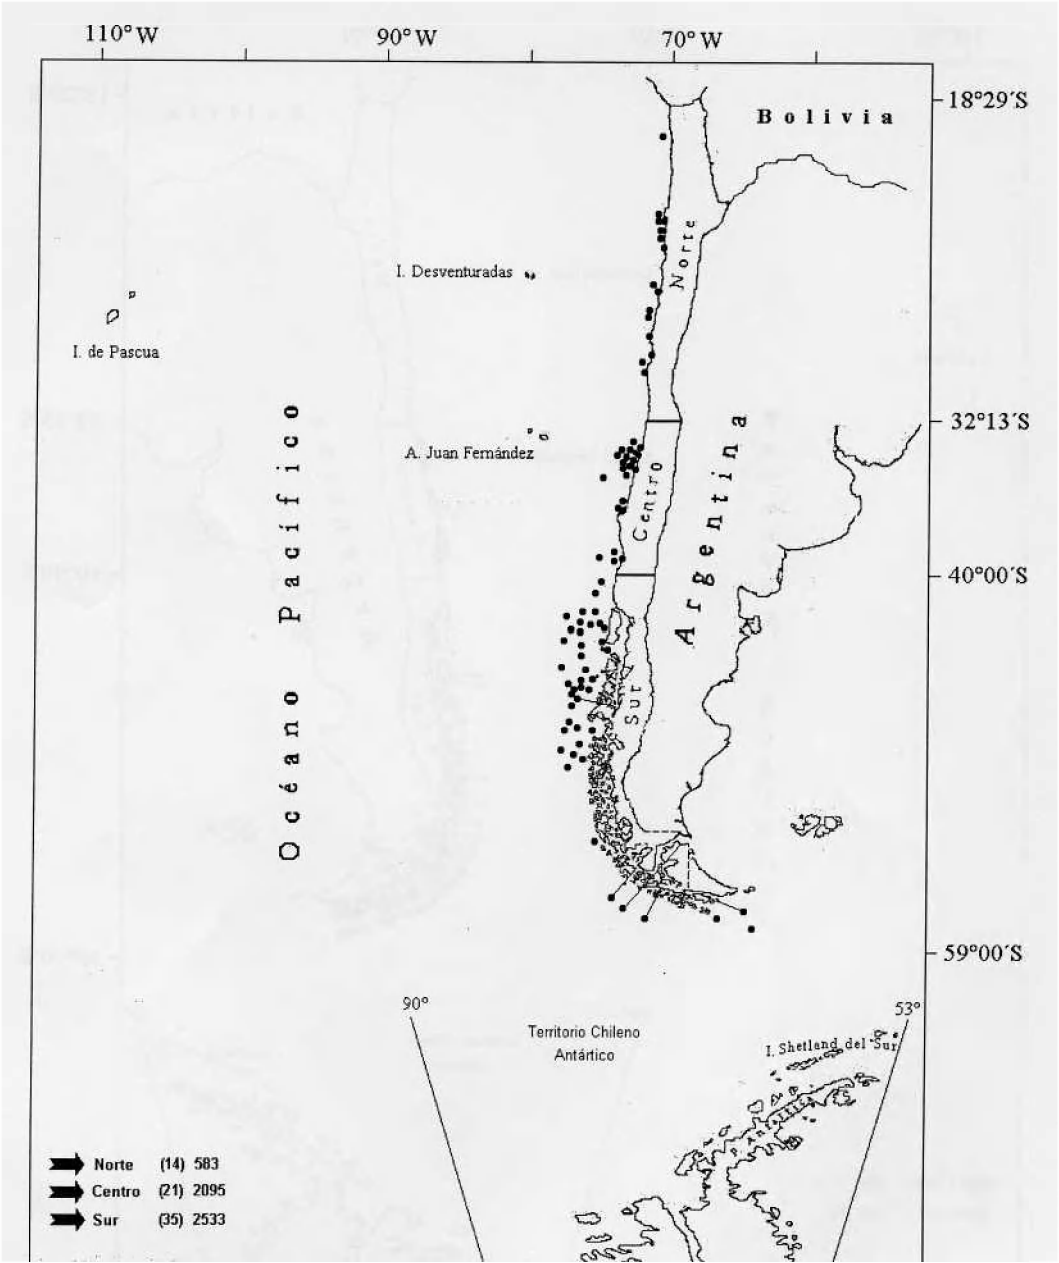 110°W 90°W 70°W
18°29´S
Bolivia
Norte
I. Desventuradas
I. de Pascua
32°13´S
A. Juan Fernández
Centro
Argentina
Océano Pacífico
40°00´S
Sur
59°00´S
90°
53°
Territorio Chileno
Antártico
I. Shetland del Sur
P. Antártica
Norte (14) 583
Centro (21) 2095
Sur (35) 2533